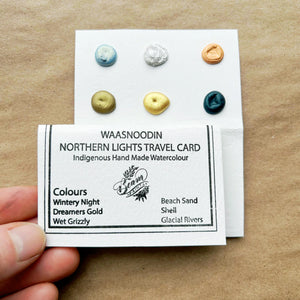 WAASNOODIN
NORTHERN LIGHTS TRAVEL CARD
Indigenous Hand Made Watercolour
Colours
Wintery Night
Dreamers Gold
Wet Grizzly
Beach Sand
Shell
Glacial Rivers